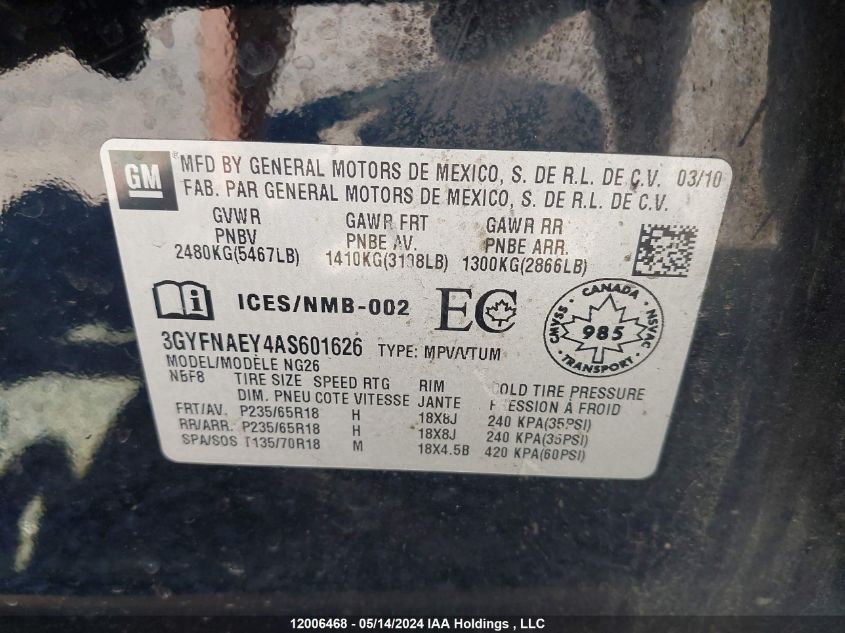 GM ® MFD BY GENERAL MOTORS DE MEXICO, S. DE R.L. DE C.V. 03/10
FAB. PAR GENERAL MOTORS DE MEXICO, S. DE R.L. DE C.V.
GVWR GAWR FRT GAWR RR
PNBV PNBE AV. PNBE ARR.
2480KG(5467LB) 1410KG(3108LB) 1300KG(2866LB)
ICES/NMB-002 EC
CANADA CMVSS 985 NSVAC TRANSPORT
3GYFNAEY4AS601626 TYPE: MPV/VTUM
MODEL/MODÈLE NG26
N5F8 TIRE SIZE SPEED RTG RIM COLD TIRE PRESSURE
DIM. PNEU COTE VITESSE JANTE P ESSION À FROID
FRT/AV. P235/65R18 H 18X8J 240 KPA(35PSI)
RR/ARR. P235/65R18 H 18X8J 240 KPA(35PSI)
SPA/SOS T135/70R18 M 18X4.5B 420 KPA(60PSI)
12006468 - 05/14/2024 IAA Holdings , LLC